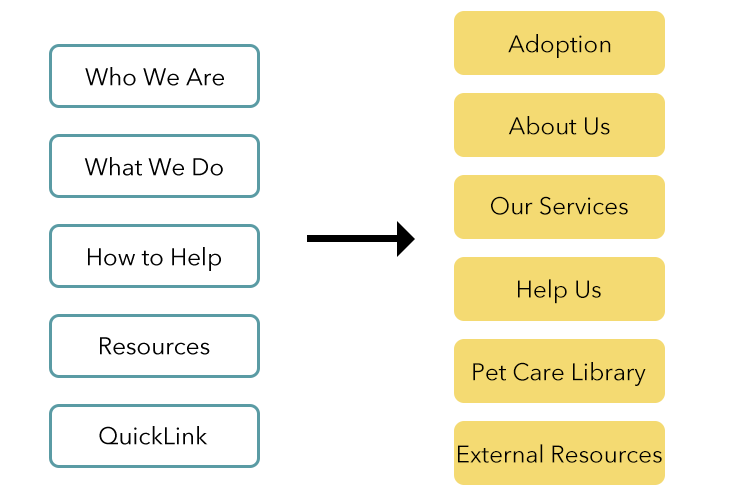 Who We Are
What We Do
How to Help
Resources
QuickLink
Adoption
About Us
Our Services
Help Us
Pet Care Library
External Resources